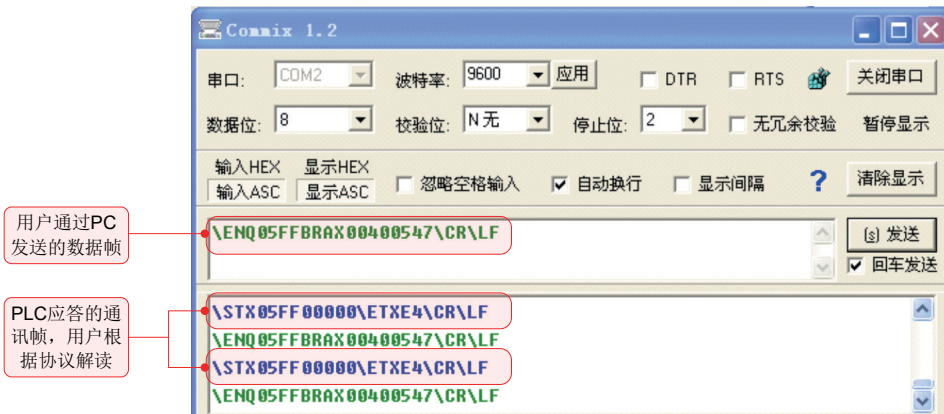 Commix 1.2
串口: COM2 波特率: 9600 应用 DTR RTS 关闭串口
数据位: 8 校验位: N 无 停止位: 2 无冗余校验 暂停显示
输入HEX 显示HEX
输入ASC 显示ASC 忽略空格输入 自动换行 显示间隔 ? 清除显示
用户通过PC
发送的数据帧
\ENQ05FFBRAX00400547\CR\LF
(s) 发送
回车发送
PLC应答的通
讯帧，用户根
据协议解读
\STX05FF00000\ETXE4\CR\LF
\ENQ05FFBRAX00400547\CR\LF
\STX05FF00000\ETXE4\CR\LF
\ENQ05FFBRAX00400547\CR\LF